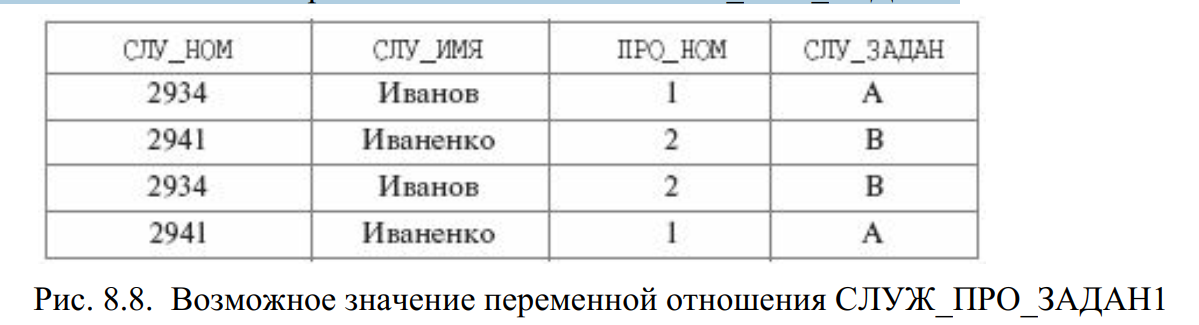 СЛУ_НОМ СЛУ_ИМЯ ПРО_НОМ СЛУ_ЗАДАН
2934 Иванов 1 A
2941 Иваненко 2 B
2934 Иванов 2 B
2941 Иваненко 1 A
Рис. 8.8. Возможное значение переменной отношения СЛУЖ_ПРО_ЗАДАН1